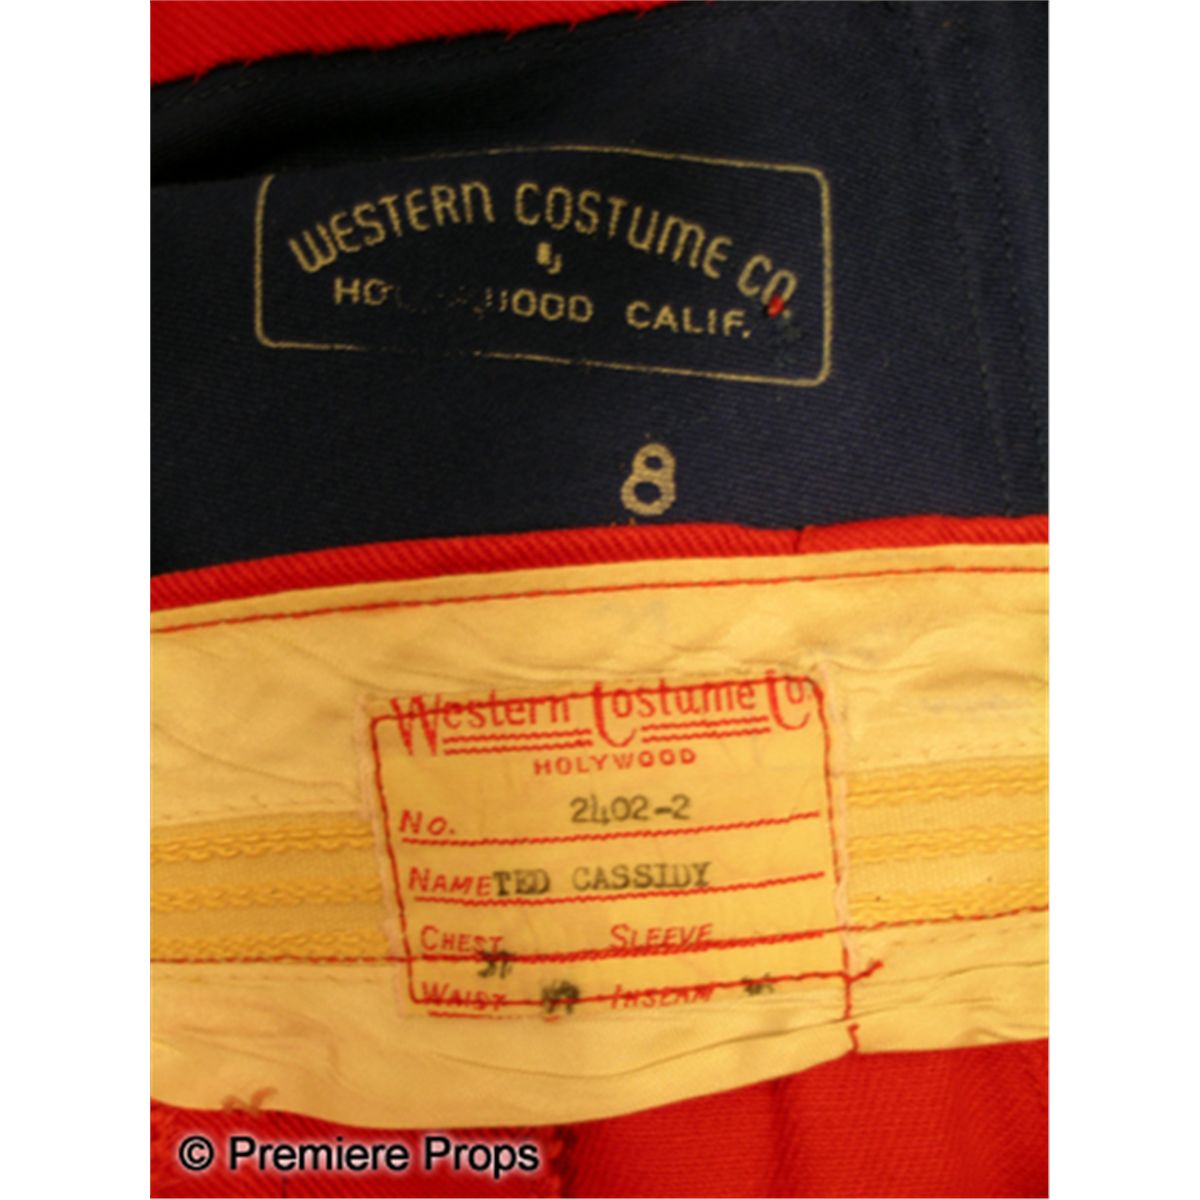 WESTERN COSTUME CO.
CALIF.
8
Western Costume Co.
HOLYWOOD
No. 2402-2
NAME TED CASSIDY
CHEST SLEEVE
WAIST INSEAM
© Premiere Props